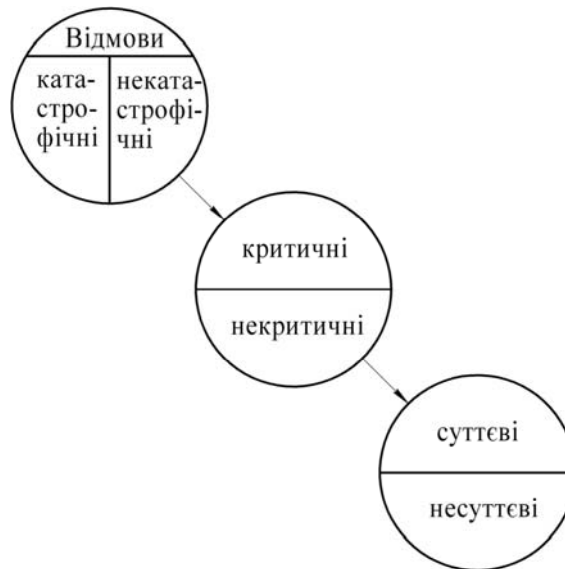 Відмови
ката-
стро-
фічні
неката-
строфі-
чні
критичні
некритичні
суттєві
несуттєві